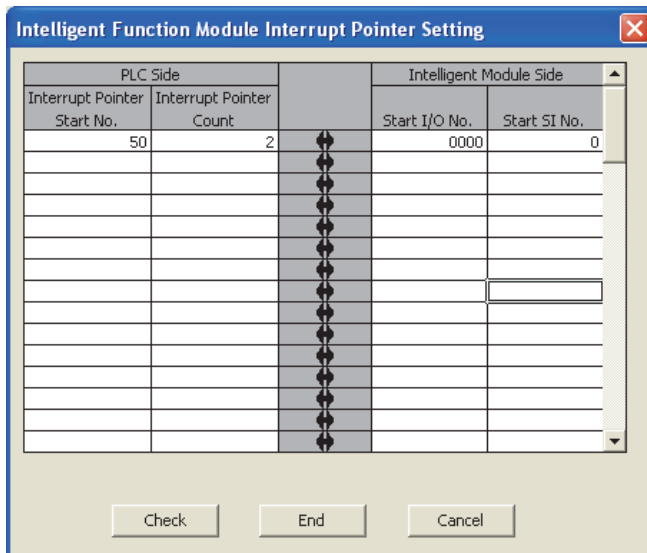 Intelligent Function Module Interrupt Pointer Setting
PLC Side Intelligent Module Side
Interrupt Pointer Interrupt Pointer
Start No. Count Start I/O No. Start SI No.
50 2 0000 0
Check End Cancel